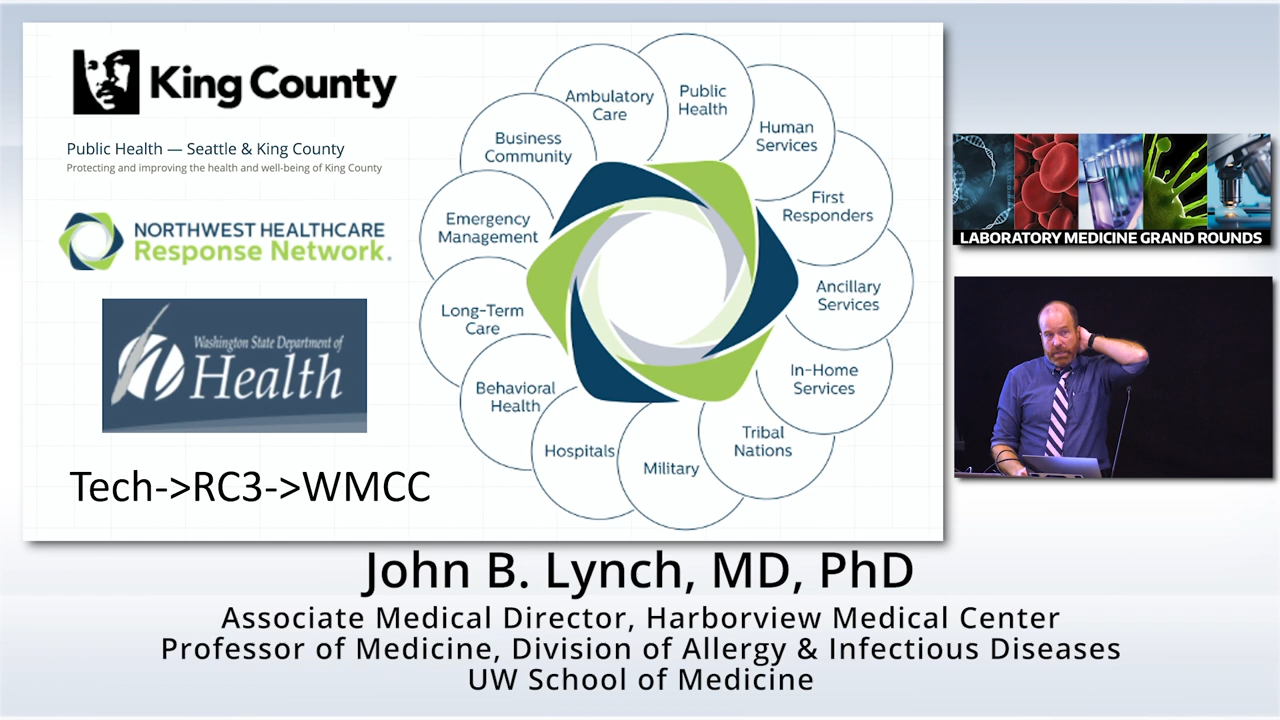 King County
Public Health — Seattle & King County
Protecting and improving the health and well-being of King County
NORTHWEST HEALTHCARE
Response Network.
Washington State Department of
Health
Tech->RC3->WMCC
Public
Health
Human
Services
First
Responders
Ancillary
Services
In-Home
Services
Tribal
Nations
Military
Hospitals
Behavioral
Health
Long-Term
Care
Emergency
Management
Business
Community
Ambulatory
Care
LABORATORY MEDICINE GRAND ROUNDS
John B. Lynch, MD, PhD
Associate Medical Director, Harborview Medical Center
Professor of Medicine, Division of Allergy & Infectious Diseases
UW School of Medicine